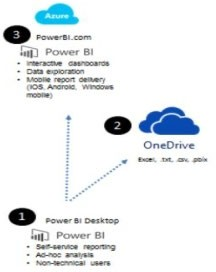 Azure
3
PowerBI.com
Power BI
• Interactive dashboards
• Data exploration
• Mobile report delivery
(IOS, Android, Windows
mobile)
2
OneDrive
Excel, .txt, .csv, .pbix
1
Power BI Desktop
Power BI
• Self-service reporting
• Ad-hoc analysis
• Non-technical users